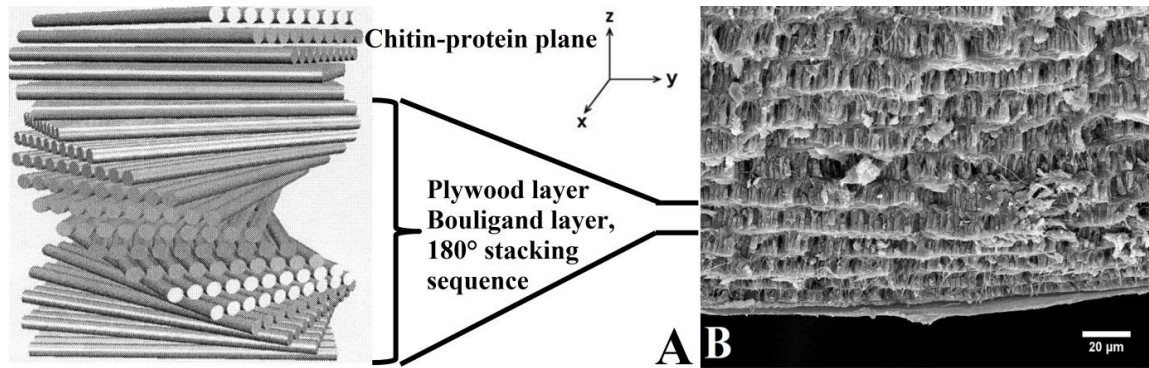 Chitin-protein plane
z
y
x
Plywood layer
Bouligand layer,
180° stacking
sequence
A
B
20 µm